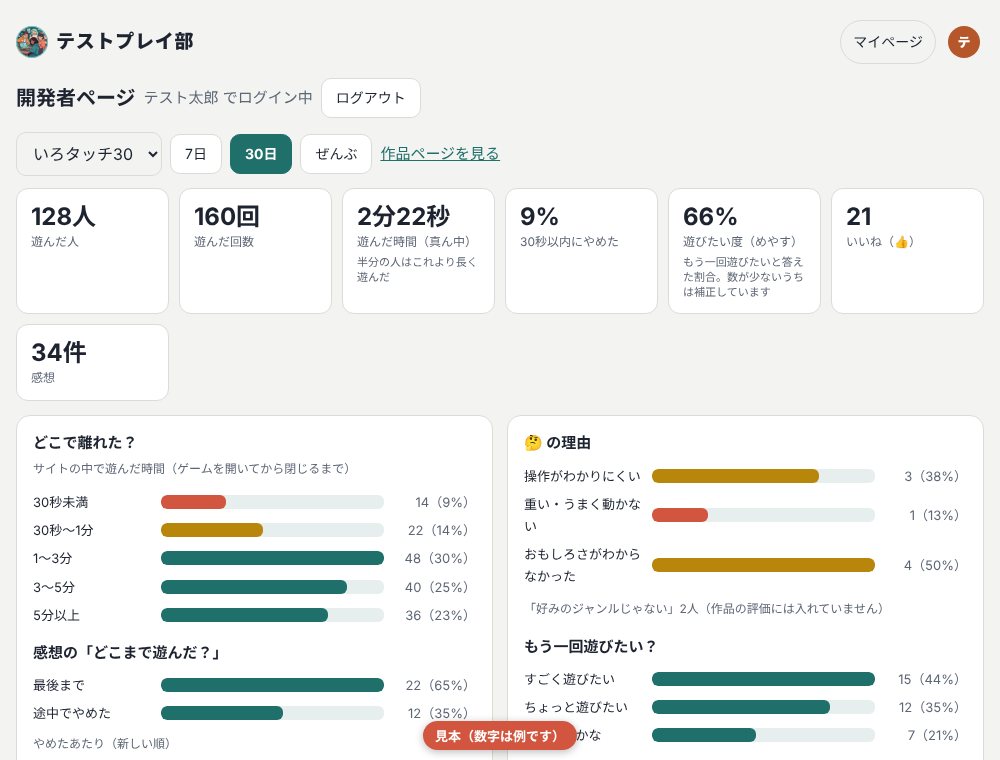 テストプレイ部
マイページ
テ
開発者ページ テスト太郎 でログイン中 ログアウト
いろタッチ30 7日 30日 ぜんぶ 作品ページを見る
128人
遊んだ人
160回
遊んだ回数
2分22秒
遊んだ時間（真ん中）
半分の人はこれより長く
遊んだ
9%
30秒以内にやめた
66%
遊びたい度（めやす）
もう一回遊びたいと答え
た割合。数が少ないうち
は補正しています
21
いいね（👍）
34件
感想
どこで離れた？
サイトの中で遊んだ時間（ゲームを開いてから閉じるまで）
30秒未満 14（9%）
30秒〜1分 22（14%）
1〜3分 48（30%）
3〜5分 40（25%）
5分以上 36（23%）
感想の「どこまで遊んだ？」
最後まで 22（65%）
途中でやめた 12（35%）
やめたあたり（新しい順）
🤔 の理由
操作がわかりにくい 3（38%）
重い・うまく動かな
い 1（13%）
おもしろさがわから
なかった 4（50%）
「好みのジャンルじゃない」2人（作品の評価には入れていません）
もう一回遊びたい？
すごく遊びたい 15（44%）
ちょっと遊びたい 12（35%）
かな 7（21%）
見本（数字は例です）